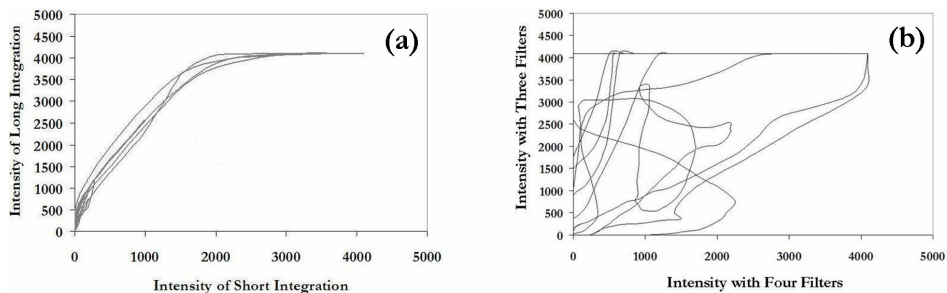 (a)
Intensity of Long Integration
5000
4500
4000
3500
3000
2500
2000
1500
1000
500
0
0 1000 2000 3000 4000 5000
Intensity of Short Integration
(b)
Intensity with Three Filters
5000
4500
4000
3500
3000
2500
2000
1500
1000
500
0
0 1000 2000 3000 4000 5000
Intensity with Four Filters